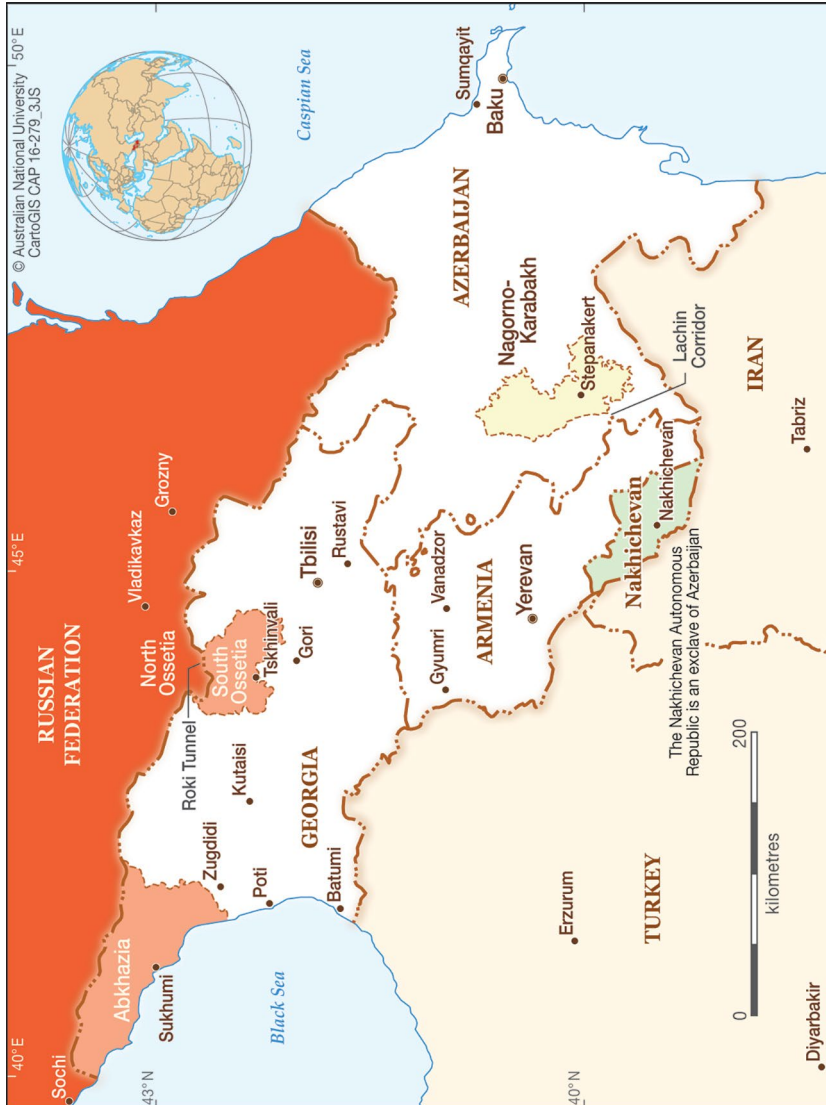 © Australian National University
CartoGIS CAP 16-279_3JS
40°E
45°E
50°E
43°N
40°N
Sochi
RUSSIAN
FEDERATION
Vladikavkaz
Grozny
North
Ossetia
Roki Tunnel
South
Ossetia
Tskhinvali
Abkhazia
Sukhumi
Zugdidi
Kutaisi
Gori
Poti
Tbilisi
Rustavi
GEORGIA
Batumi
Black Sea
Caspian Sea
Sumqayit
Baku
AZERBAIJAN
Gyumri
Vanadzor
ARMENIA
Yerevan
Nagorno-
Karabakh
Stepanakert
Lachin
Corridor
Nakhichevan
Nakhichevan
The Nakhichevan Autonomous
Republic is an exclave of Azerbaijan
Erzurum
TURKEY
Diyarbakir
IRAN
Tabriz
0
200
kilometres